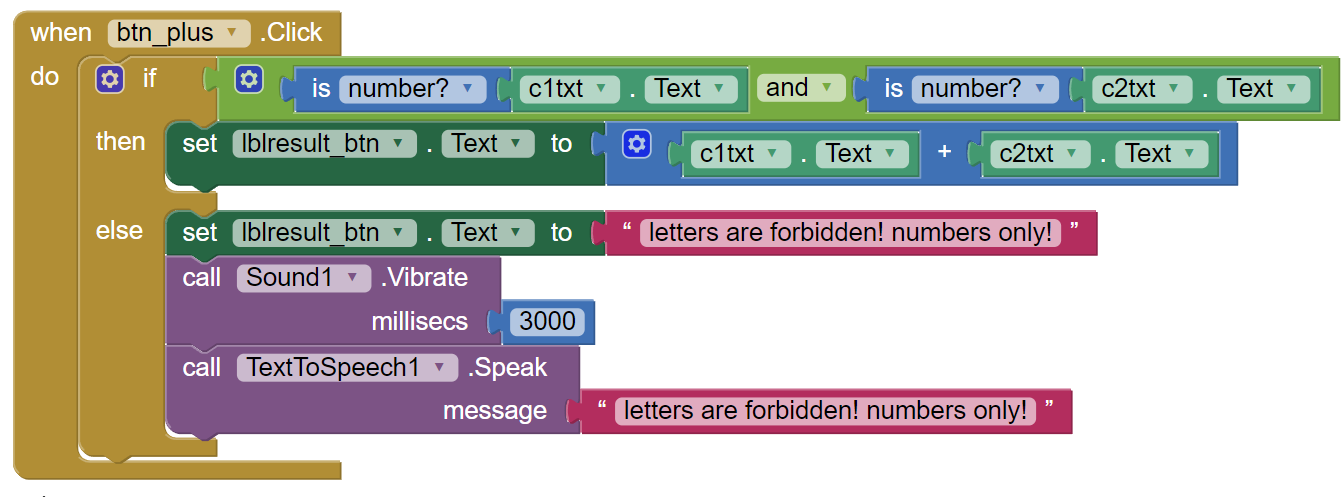 when btn_plus .Click
do if is number? c1txt . Text and is number? c2txt . Text
then set lblresult_btn . Text to c1txt . Text + c2txt . Text
else set lblresult_btn . Text to “ letters are forbidden! numbers only! ”
call Sound1 .Vibrate
millisecs 3000
call TextToSpeech1 .Speak
message “ letters are forbidden! numbers only! ”